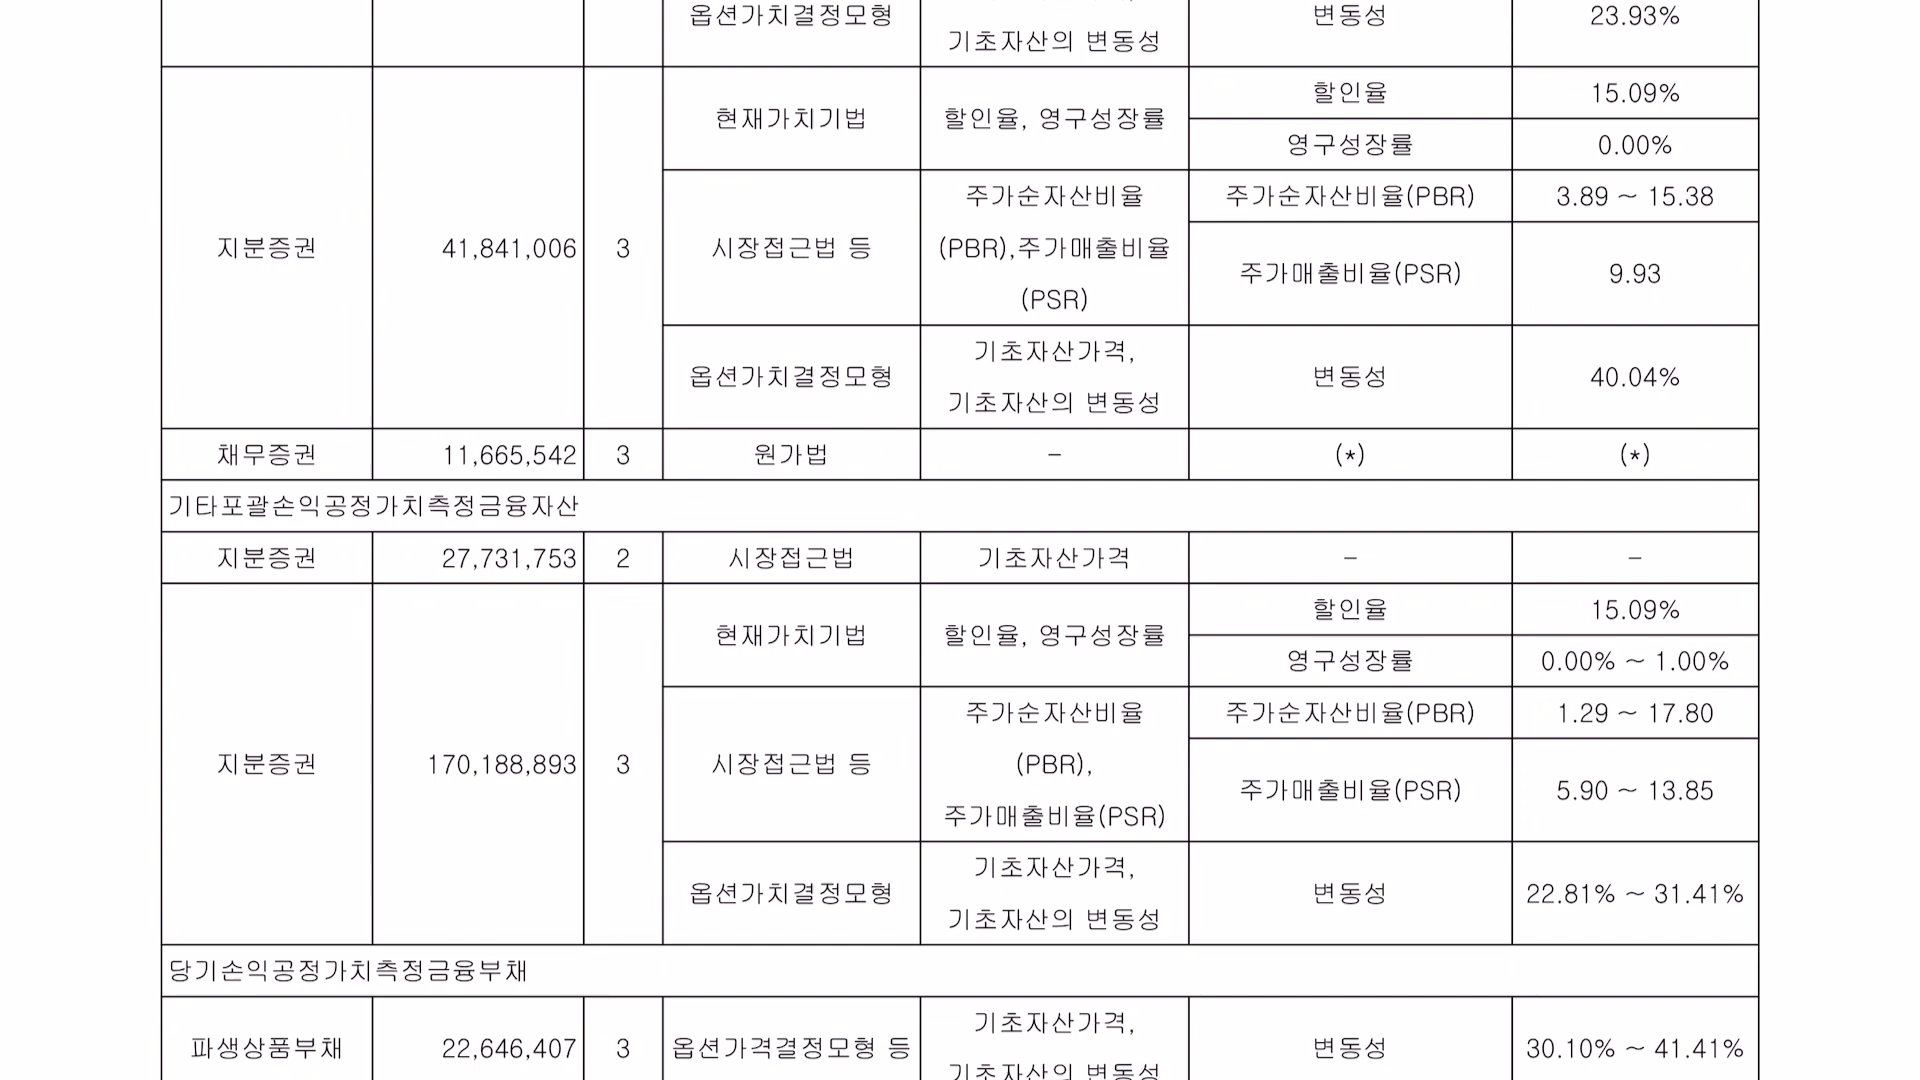 옵션가치결정모형
기초자산의 변동성
변동성
23.93%
지분증권
41,841,006
3
현재가치기법
할인율, 영구성장률
할인율
15.09%
영구성장률
0.00%
시장접근법 등
주가순자산비율
(PBR),주가매출비율
(PSR)
주가순자산비율(PBR)
3.89 ~ 15.38
주가매출비율(PSR)
9.93
옵션가치결정모형
기초자산가격,
기초자산의 변동성
변동성
40.04%
채무증권
11,665,542
3
원가법
–
(*)
(*)
기타포괄손익공정가치측정금융자산
지분증권
27,731,753
2
시장접근법
기초자산가격
–
–
지분증권
170,188,893
3
현재가치기법
할인율, 영구성장률
할인율
15.09%
영구성장률
0.00% ~ 1.00%
시장접근법 등
주가순자산비율
(PBR),
주가매출비율(PSR)
주가순자산비율(PBR)
1.29 ~ 17.80
주가매출비율(PSR)
5.90 ~ 13.85
옵션가치결정모형
기초자산가격,
기초자산의 변동성
변동성
22.81% ~ 31.41%
당기손익공정가치측정금융부채
파생상품부채
22,646,407
3
옵션가격결정모형 등
기초자산가격,
기초자산의 변동성
변동성
30.10% ~ 41.41%